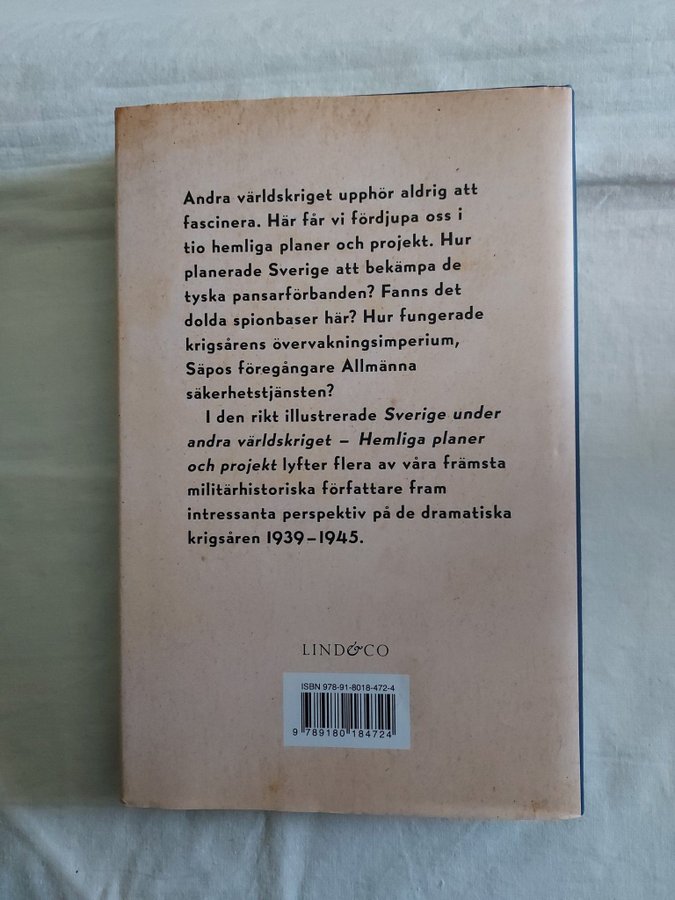 Andra världskriget upphör aldrig att
fascinera. Här får vi fördjupa oss i
tio hemliga planer och projekt. Hur
planerade Sverige att bekämpa de
tyska pansarförbanden? Fanns det
dolda spionbaser här? Hur fungerade
krigsårens övervakningsimperium,
Säpos föregångare Allmänna
säkerhetstjänsten?
I den rikt illustrerade Sverige under
andra världskriget – Hemliga planer
och projekt lyfter flera av våra främsta
militärhistoriska författare fram
intressanta perspektiv på de dramatiska
krigsåren 1939–1945.
LIND&CO
ISBN 978-91-8018-472-4
9 789180 184724